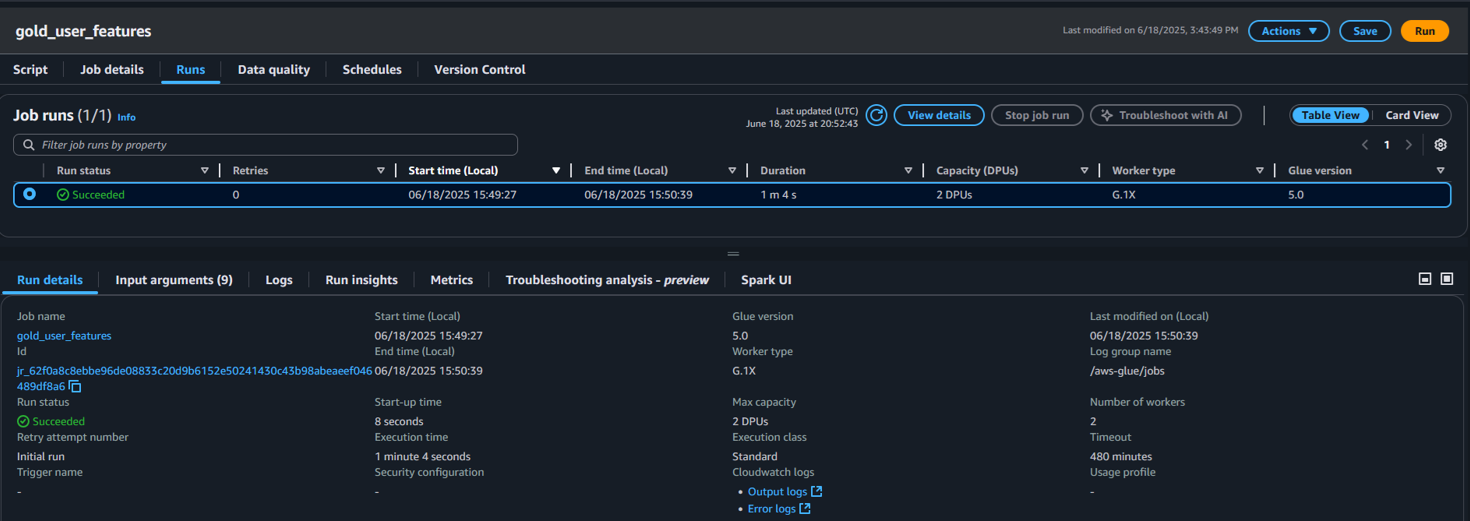 gold_user_features
Last modified on 6/18/2025, 3:43:49 PM
Actions
Save
Run
Script
Job details
Runs
Data quality
Schedules
Version Control
Job runs (1/1) Info
Last updated (UTC)
June 18, 2025 at 20:52:43
View details
Stop job run
Troubleshoot with AI
Table View
Card View
Filter job runs by property
1
Run status
Retries
Start time (Local)
End time (Local)
Duration
Capacity (DPUs)
Worker type
Glue version
Succeeded
0
06/18/2025 15:49:27
06/18/2025 15:50:39
1 m 4 s
2 DPUs
G.1X
5.0
Run details
Input arguments (9)
Logs
Run insights
Metrics
Troubleshooting analysis - preview
Spark UI
Job name
gold_user_features
Id
jr_62f0a8c8ebbe96de08833c20d9b6152e50241430c43b98abeaeef046
489df8a6
Run status
Succeeded
Retry attempt number
Initial run
Trigger name
-
Start time (Local)
06/18/2025 15:49:27
End time (Local)
06/18/2025 15:50:39
Start-up time
8 seconds
Execution time
1 minute 4 seconds
Security configuration
-
Glue version
5.0
Worker type
G.1X
Max capacity
2 DPUs
Execution class
Standard
Cloudwatch logs
• Output logs
• Error logs
Last modified on (Local)
06/18/2025 15:50:39
Log group name
/aws-glue/jobs
Number of workers
2
Timeout
480 minutes
Usage profile
-